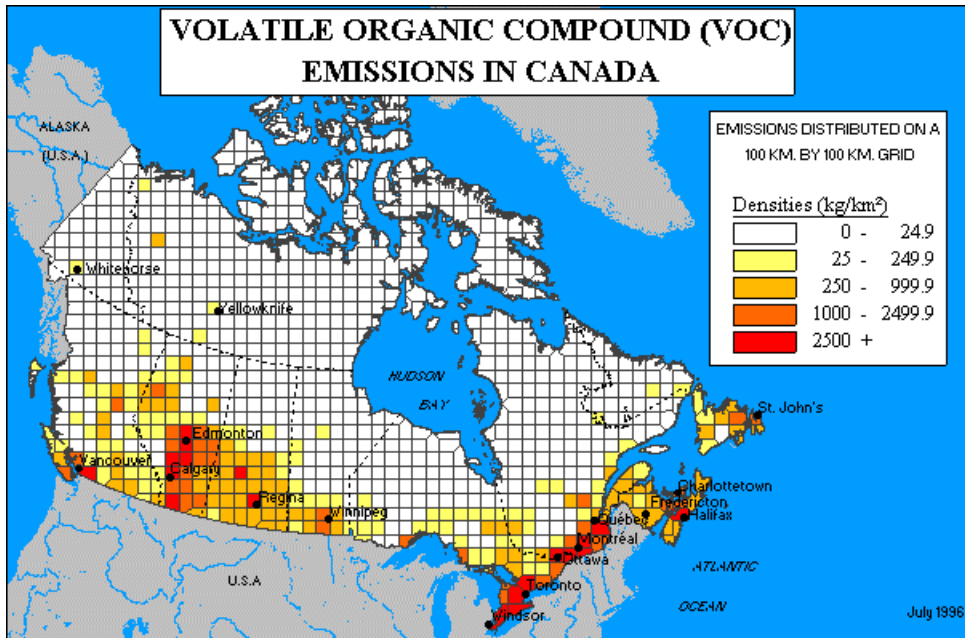 VOLATILE ORGANIC COMPOUND (VOC)
EMISSIONS IN CANADA
ALASKA
(U.S.A.)
EMISSIONS DISTRIBUTED ON A
100 KM. BY 100 KM. GRID
Densities (kg/km²)
0 - 24.9
25 - 249.9
250 - 999.9
1000 - 2499.9
2500 +
Whitehorse
Yellowknife
HUDSON
BAY
St. John's
Edmonton
Vancouver
Calgary
Charlottetown
Regina
Fredericton
Winnipeg
Québec
Halifax
Montréal
Ottawa
ATLANTIC
U.S.A
Toronto
OCEAN
Windsor
July 1996